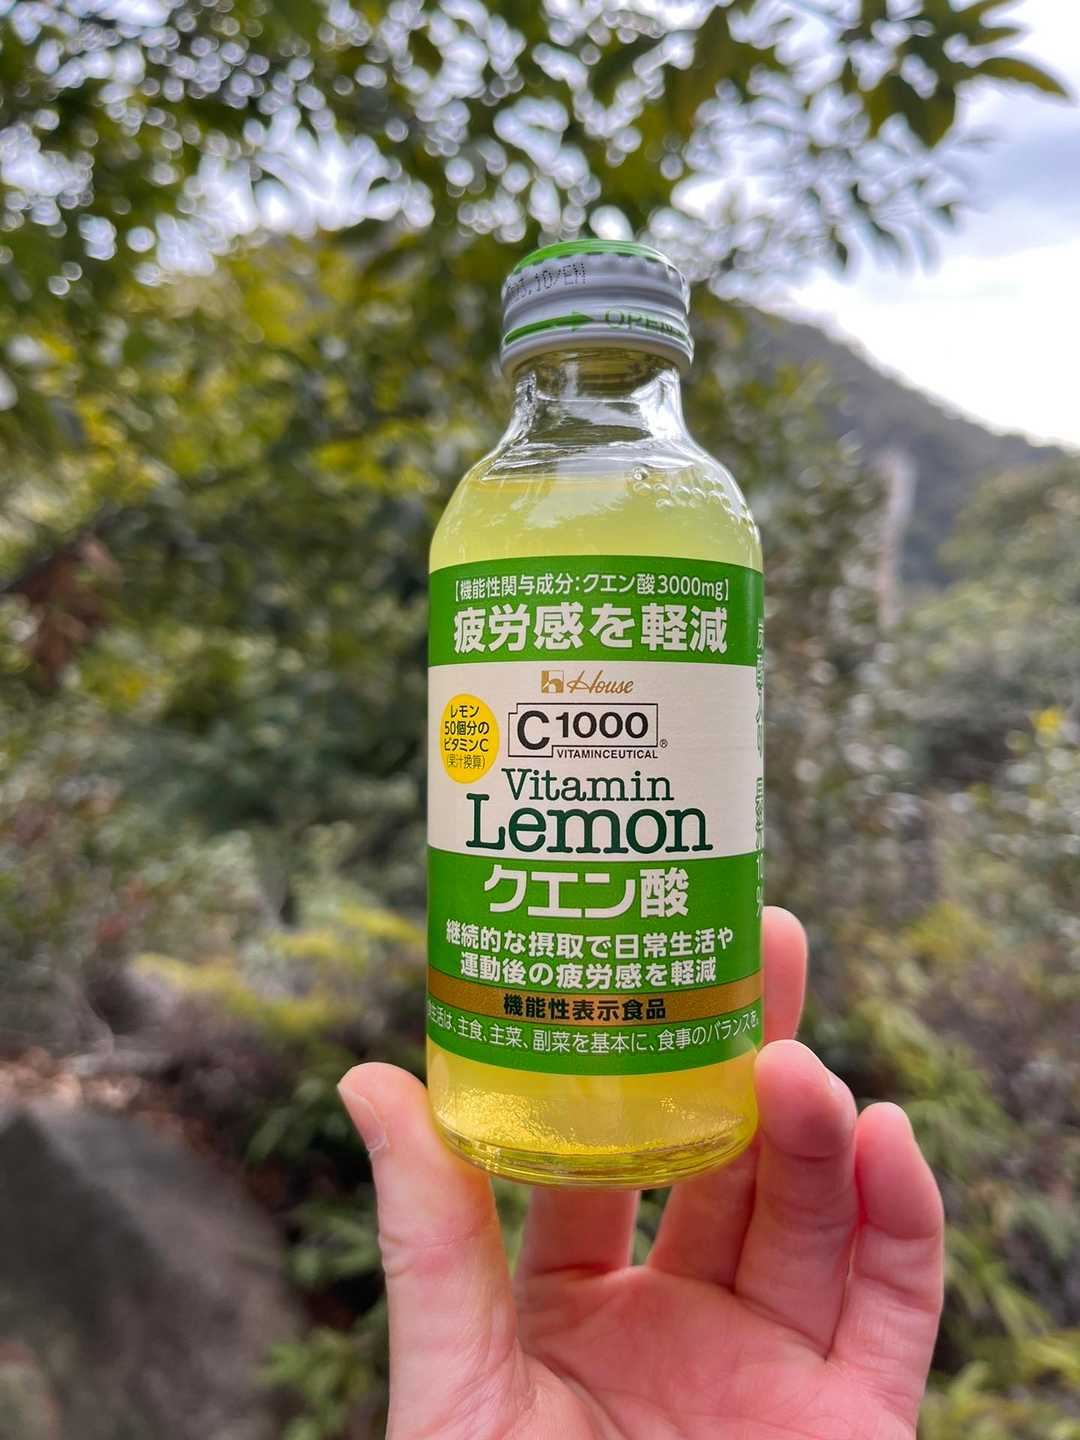 10/EM
OPEN
【機能性関与成分:クエン酸3000mg】
疲労感を軽減
House
レモン
50個分の
ビタミンC
(果汁換算)
C1000
VITAMINCEUTICAL®
Vitamin
Lemon
クエン酸
継続的な摂取で日常生活や
運動後の疲労感を軽減
機能性表示食品
生活は、主食、主菜、副菜を基本に、食事のバランスを。